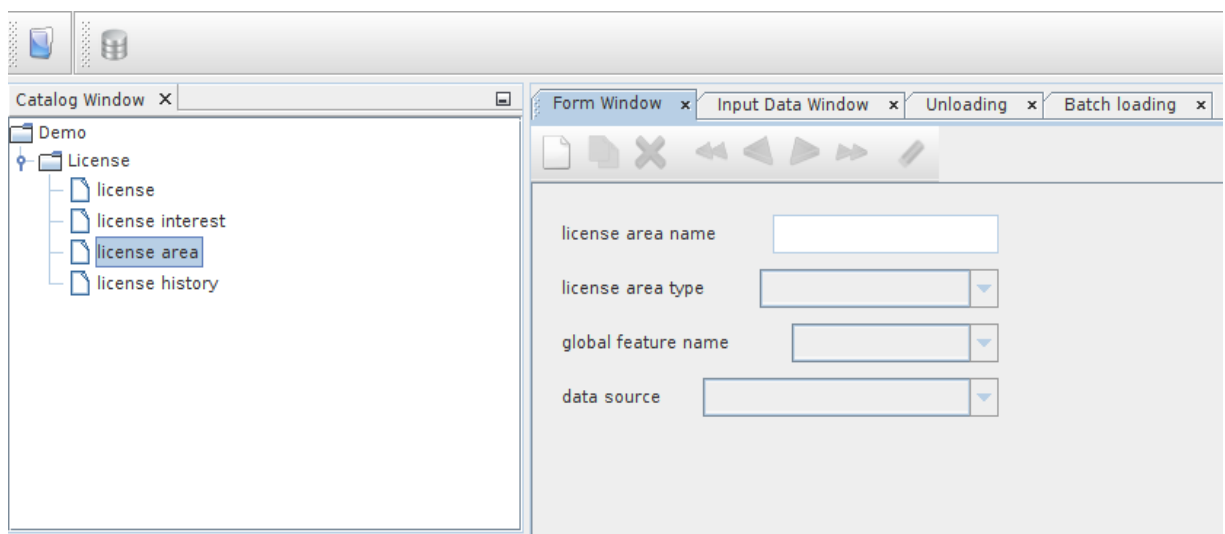 Catalog Window
Demo
License
license
license interest
license area
license history
Form Window
Input Data Window
Unloading
Batch loading
license area name
license area type
global feature name
data source